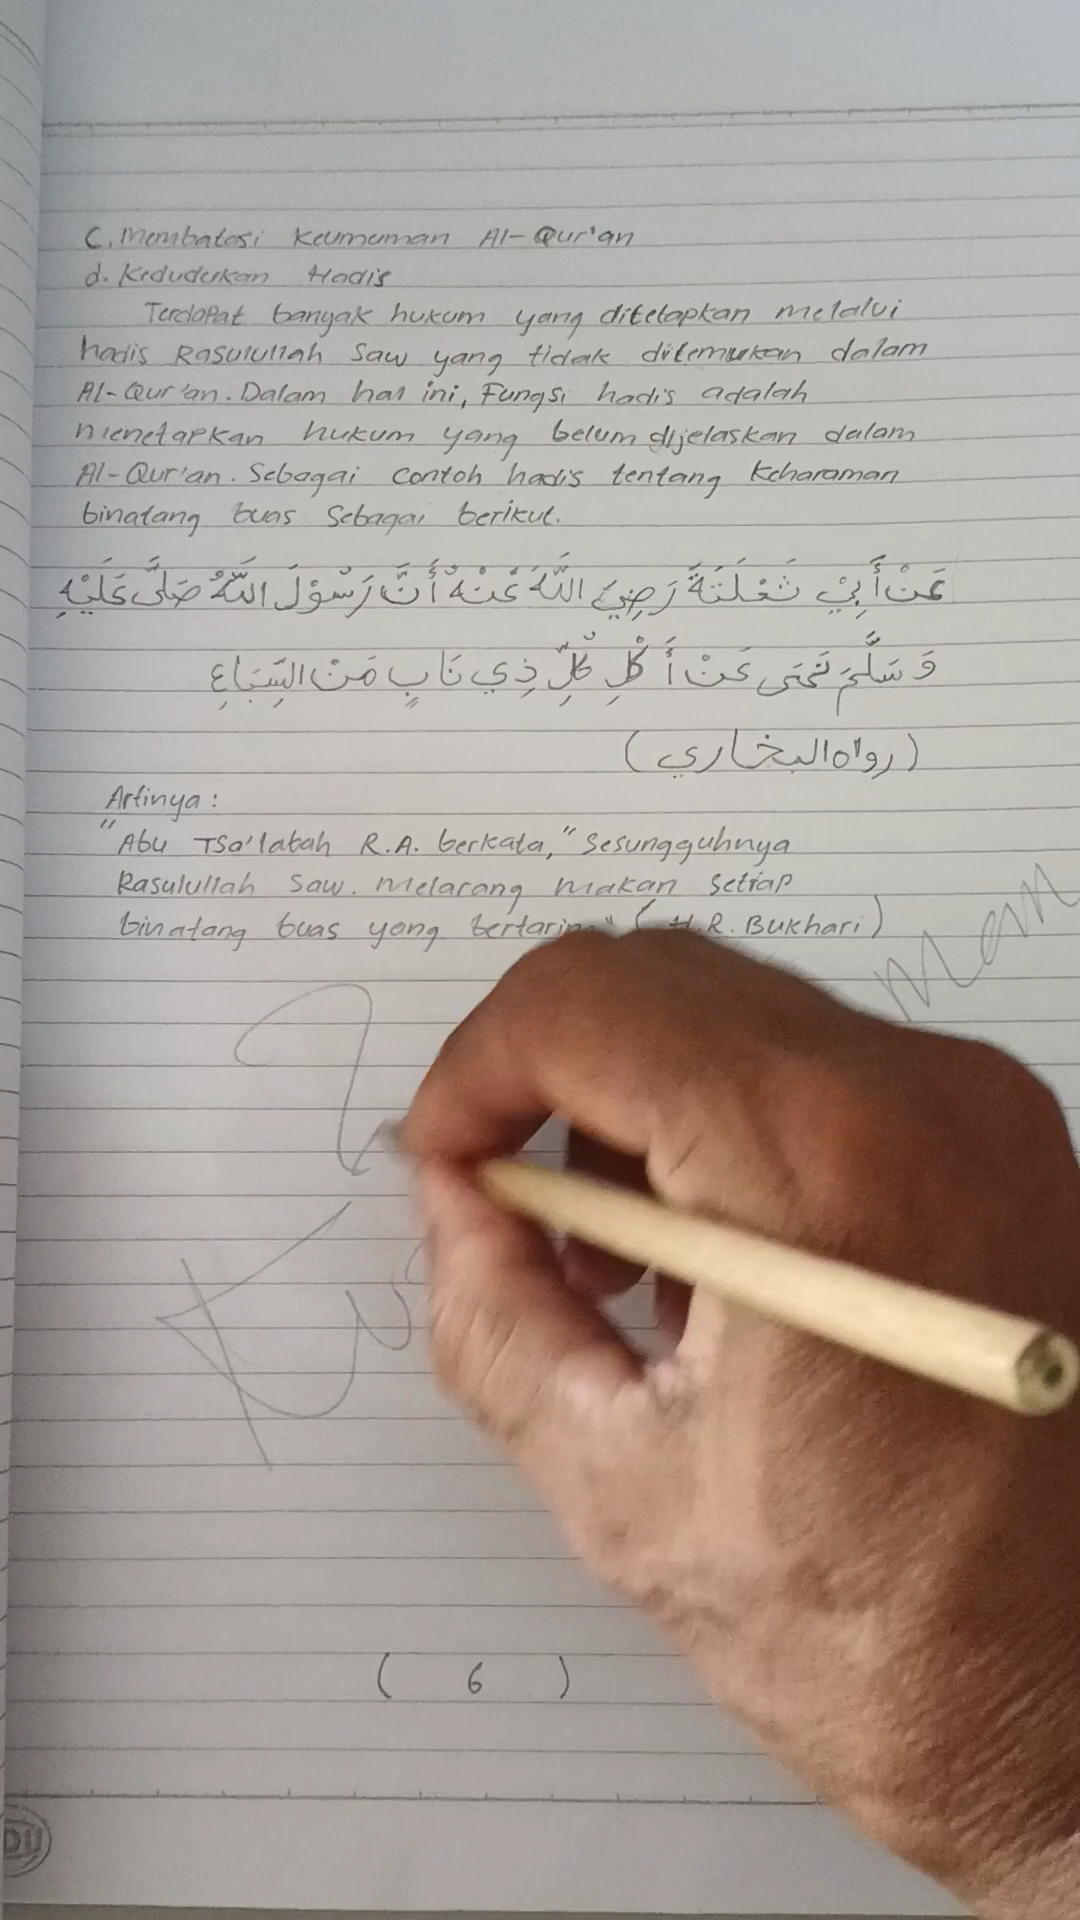 C. Membatasi Keumuman Al-Qur'an
d. Kedudukan Hadis
Terdapat banyak hukum yang ditetapkan melalui
hadis Rasulullah Saw yang tidak ditemukan dalam
Al-Qur'an. Dalam hal ini, Fungsi hadis adalah
menetapkan hukum yang belum dijelaskan dalam
Al-Qur'an. Sebagai contoh hadis tentang Keharaman
binatang buas Sebagai berikut.
عَنْ أَبِيْ ثَعْلَتَةَ رَضِيَ اللَّهَ عَنْهُ أَنَّ رَسُوْلَ اللَّهُ صَلَّى عَلَيْهِ
وَسَلَّمَ نَحَى عَنْ أَكْلِ كُلِّ ذِي نَابٍ مَنْ السِّبَاعِ
(رواه البخاري)
Artinya :
"Abu Tsa'labah R.A. berkata, "Sesungguhnya
Rasulullah Saw. Melarang makan setiap
binatang buas yang bertaring" (H.R. Bukhari)
man
( 6 )